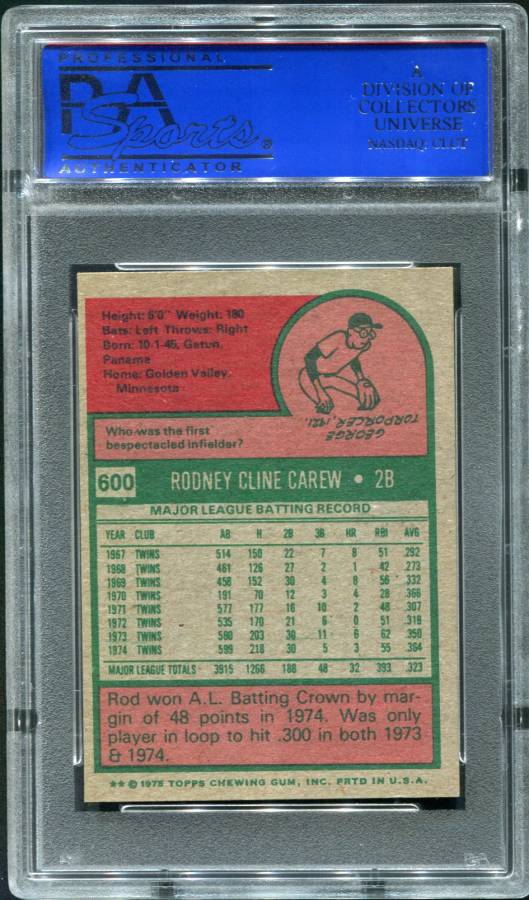 PROFESSIONAL
PSA
Sports®
AUTHENTICATOR
A
DIVISION OF
COLLECTORS
UNIVERSE
NASDAQ: CLCT
Height: 6'0" Weight: 180
Bats: Left Throws: Right
Born: 10-1-45, Gatun,
Panama
Home: Golden Valley,
Minnesota
Who was the first
bespectacled infielder?
GEORGE
TORPORCER, 1921.
600 RODNEY CLINE CAREW • 2B
MAJOR LEAGUE BATTING RECORD
YEAR CLUB AB H 2B 3B HR RBI AVG
1967 TWINS 514 150 22 7 8 51 .292
1968 TWINS 461 126 27 2 1 42 .273
1969 TWINS 458 152 30 4 8 56 .332
1970 TWINS 191 70 12 3 4 28 .366
1971 TWINS 577 177 16 10 2 48 .307
1972 TWINS 535 170 21 6 0 51 .318
1973 TWINS 580 203 30 11 6 62 .350
1974 TWINS 599 218 30 5 3 55 .364
MAJOR LEAGUE TOTALS 3915 1266 188 48 32 393 .323
Rod won A.L. Batting Crown by mar-
gin of 48 points in 1974. Was only
player in loop to hit .300 in both 1973
& 1974.
** © 1975 TOPPS CHEWING GUM, INC. PRTD IN U.S.A.